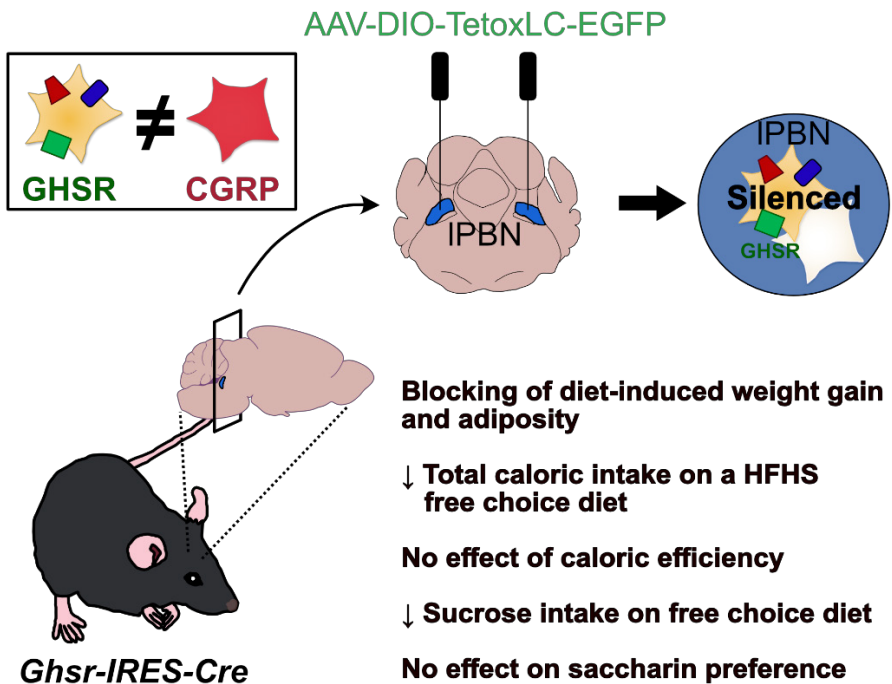 AAV-DIO-TetoxLC-EGFP
≠
GHSR CGRP
lPBN
lPBN
Silenced
GHSR
Ghsr-IRES-Cre
Blocking of diet-induced weight gain
and adiposity
↓ Total caloric intake on a HFHS
free choice diet
No effect of caloric efficiency
↓ Sucrose intake on free choice diet
No effect on saccharin preference